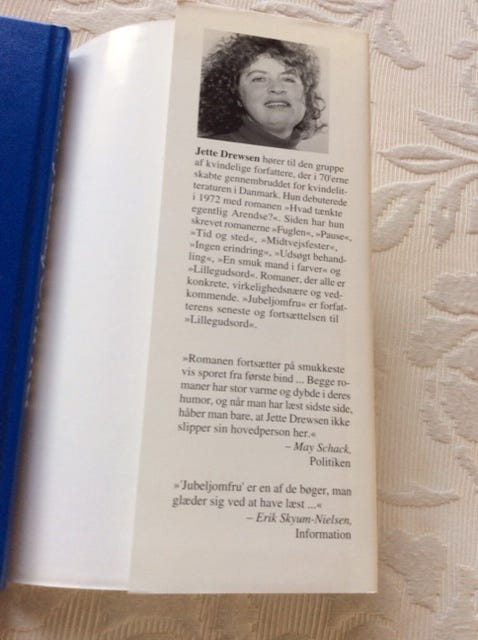 Jette Drewsen hører til den gruppe
af kvindelige forfattere, der i 70'erne
skabte gennembruddet for kvindelit-
teraturen i Danmark. Hun debuterede
i 1972 med romanen »Hvad tænkte
egentlig Arendse?«. Siden har hun
skrevet romanerne »Fuglen«, »Pause«,
»Tid og sted«, »Midtvejsfester«,
»Ingen erindring«, »Udsøgt behand-
ling«, »En smuk mand i farver« og
»Lillegudsord«. Romaner, der alle er
konkrete, virkelighedsnære og ved-
kommende. »Jubeljomfru« er forfat-
terens seneste og fortsættelsen til
»Lillegudsord«.
»Romanen fortsætter på smukkeste
vis sporet fra første bind ... Begge ro-
maner har stor varme og dybde i deres
humor, og når man har læst sidste side,
håber man bare, at Jette Drewsen ikke
slipper sin hovedperson her.«
– May Schack,
Politiken
»'Jubeljomfru' er en af de bøger, man
glæder sig ved at have læst ...«
– Erik Skyum-Nielsen,
Information